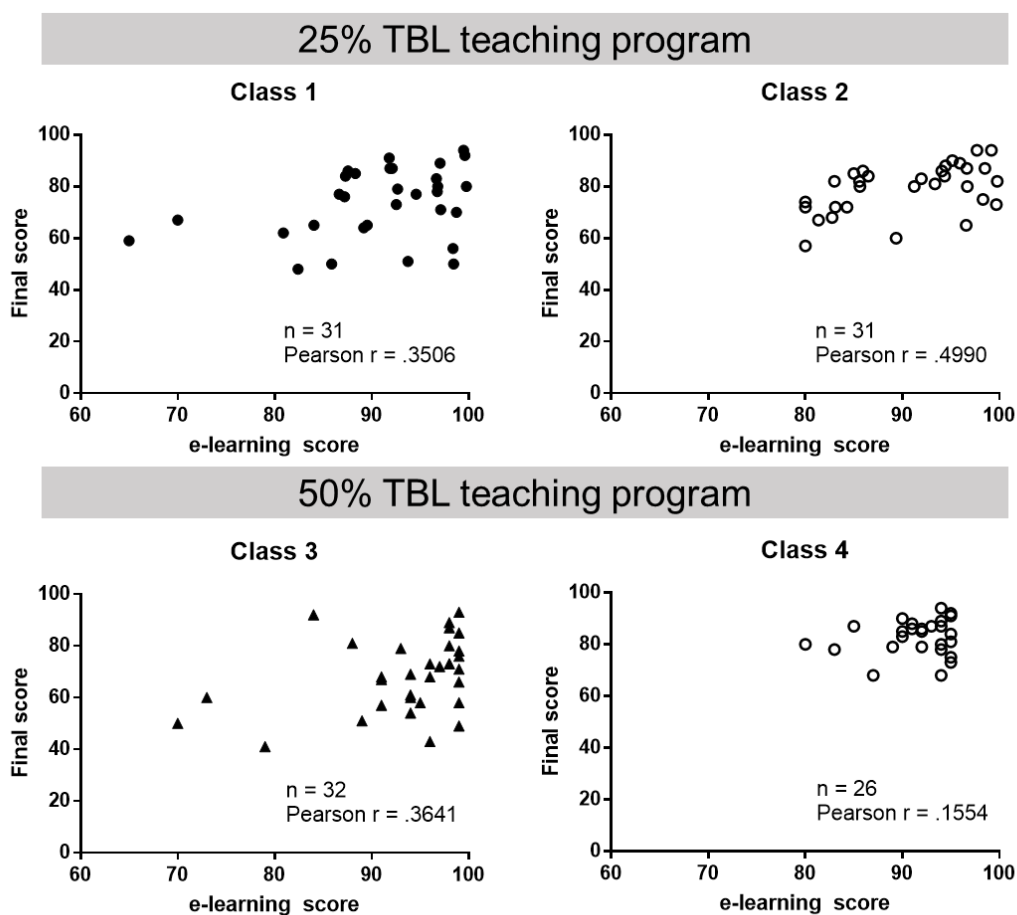 25% TBL teaching program
Class 1
Class 2
100
80
60
40
20
0
Final score
60 70 80 90 100
e-learning score
n = 31
Pearson r = .3506
100
80
60
40
20
0
Final score
60 70 80 90 100
e-learning score
n = 31
Pearson r = .4990
50% TBL teaching program
Class 3
Class 4
100
80
60
40
20
0
Final score
60 70 80 90 100
e-learning score
n = 32
Pearson r = .3641
100
80
60
40
20
0
Final score
60 70 80 90 100
e-learning score
n = 26
Pearson r = .1554